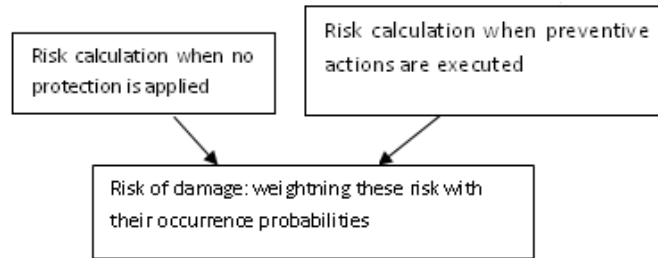 Risk calculation when no
protection is applied
Risk calculation when preventive
actions are executed
Risk of damage: weightning these risk with
their occurrence probabilities